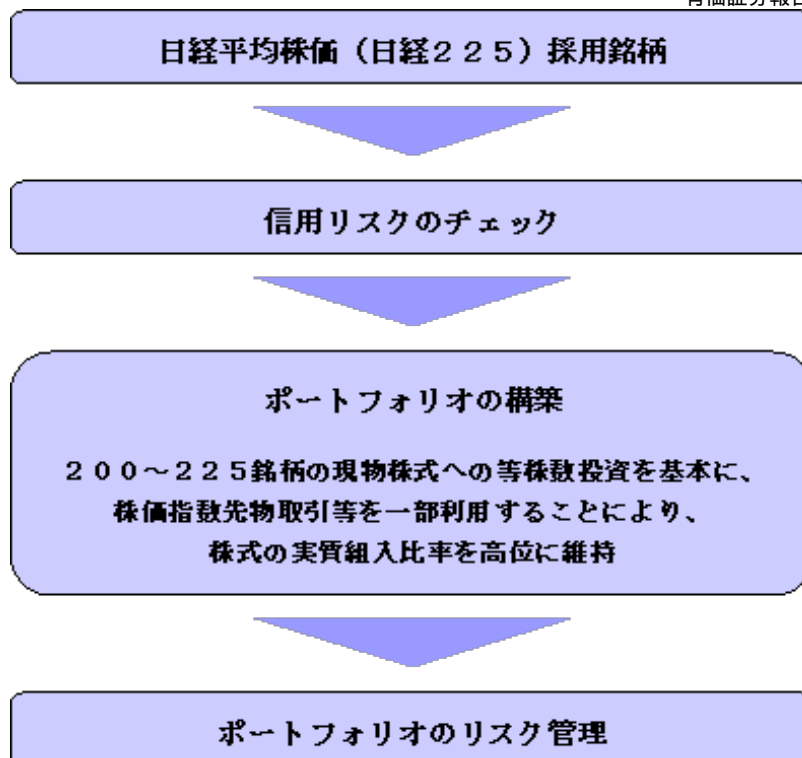 日経平均株価（日経２２５）採用銘柄
信用リスクのチェック
ポートフォリオの構築
２００～２２５銘柄の現物株式への等株数投資を基本に、
株価指数先物取引等を一部利用することにより、
株式の実質組入比率を高位に維持
ポートフォリオのリスク管理